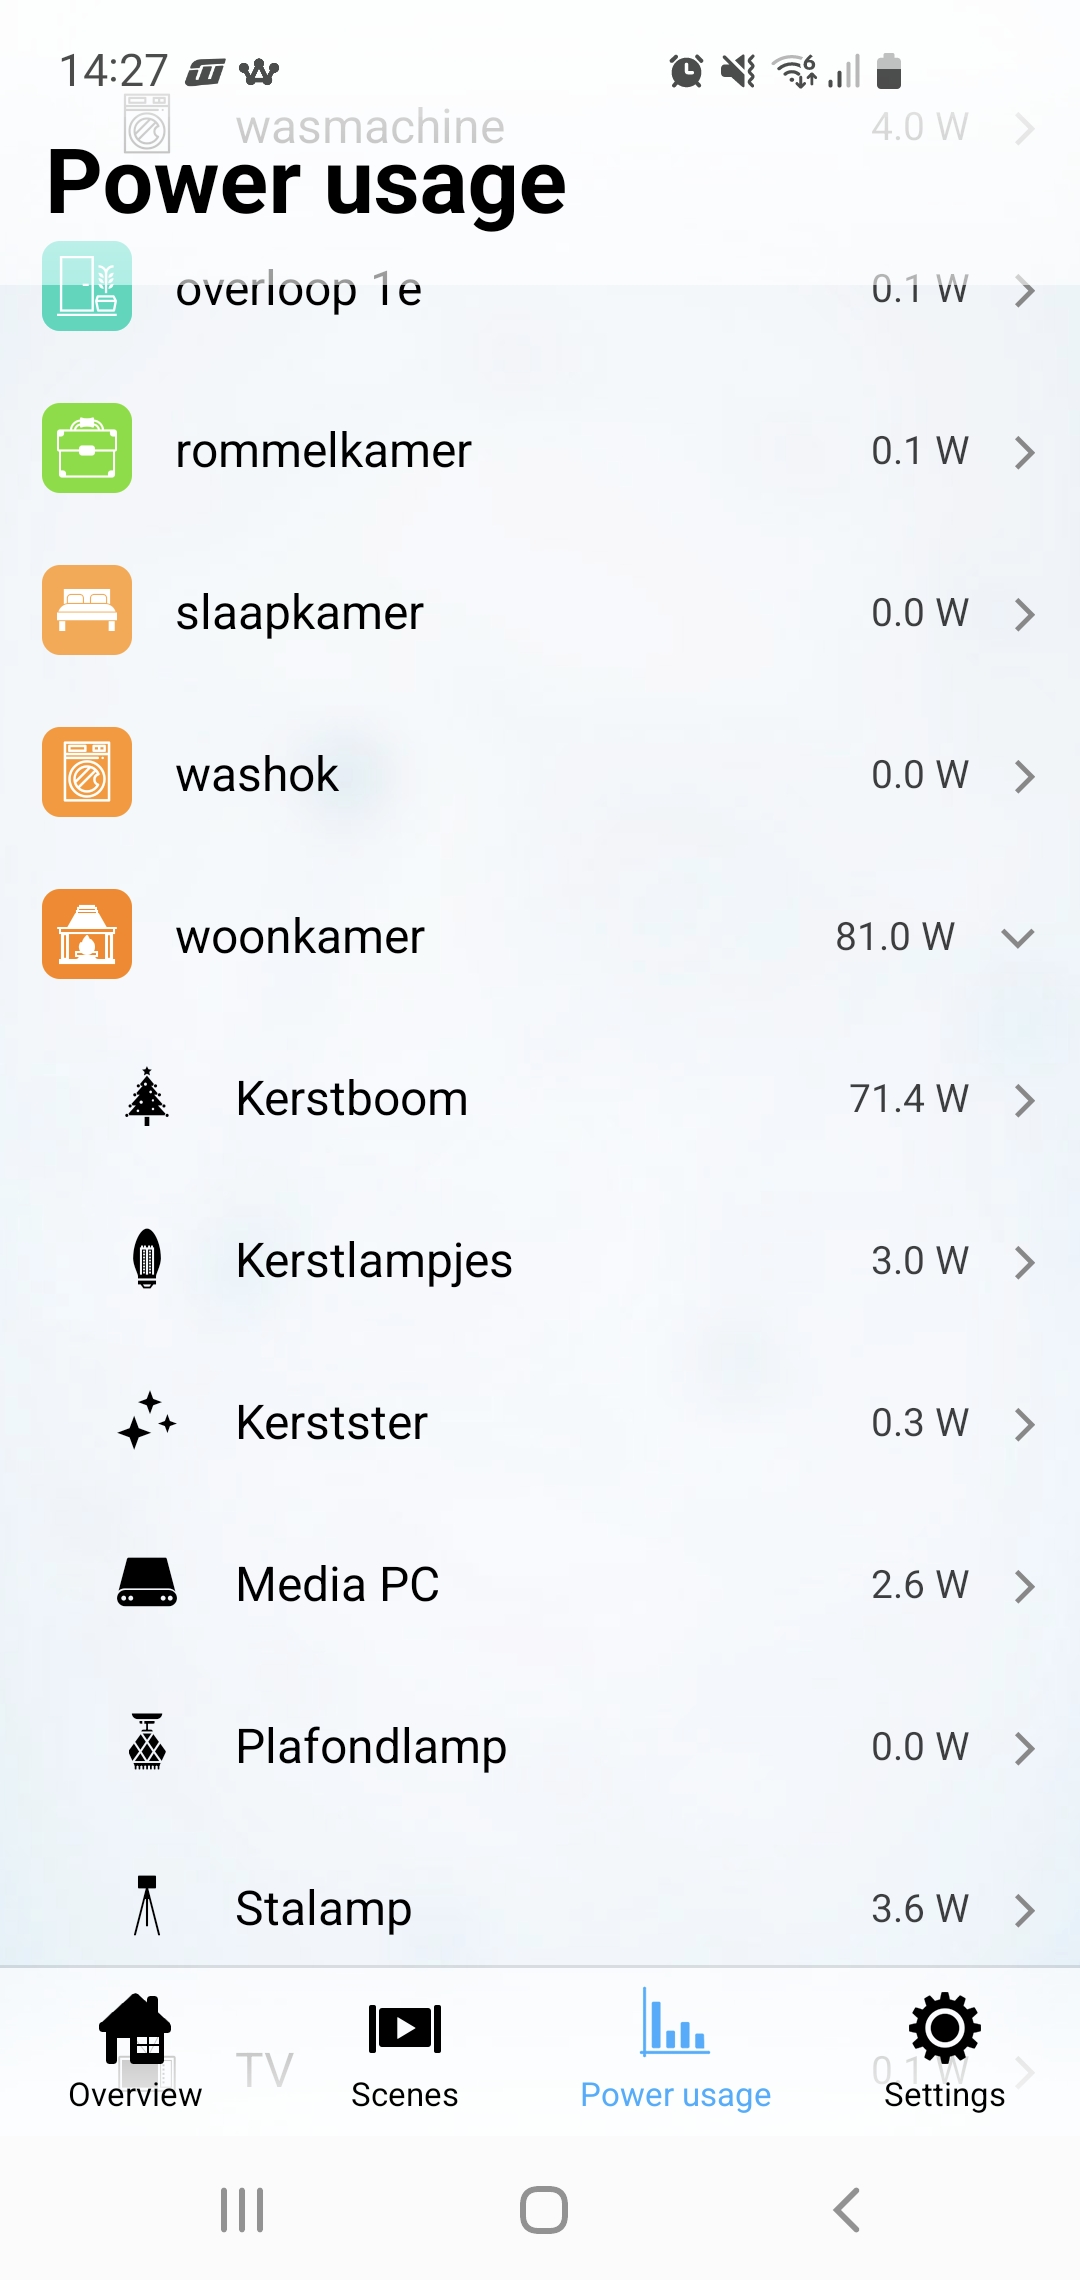 14:27
wasmachine 4.0 W
Power usage
overloop 1e 0.1 W
rommelkamer 0.1 W
slaapkamer 0.0 W
washok 0.0 W
woonkamer 81.0 W
Kerstboom 71.4 W
Kerstlampjes 3.0 W
Kerstster 0.3 W
Media PC 2.6 W
Plafondlamp 0.0 W
Stalamp 3.6 W
TV 0.1 W
Overview Scenes Power usage Settings